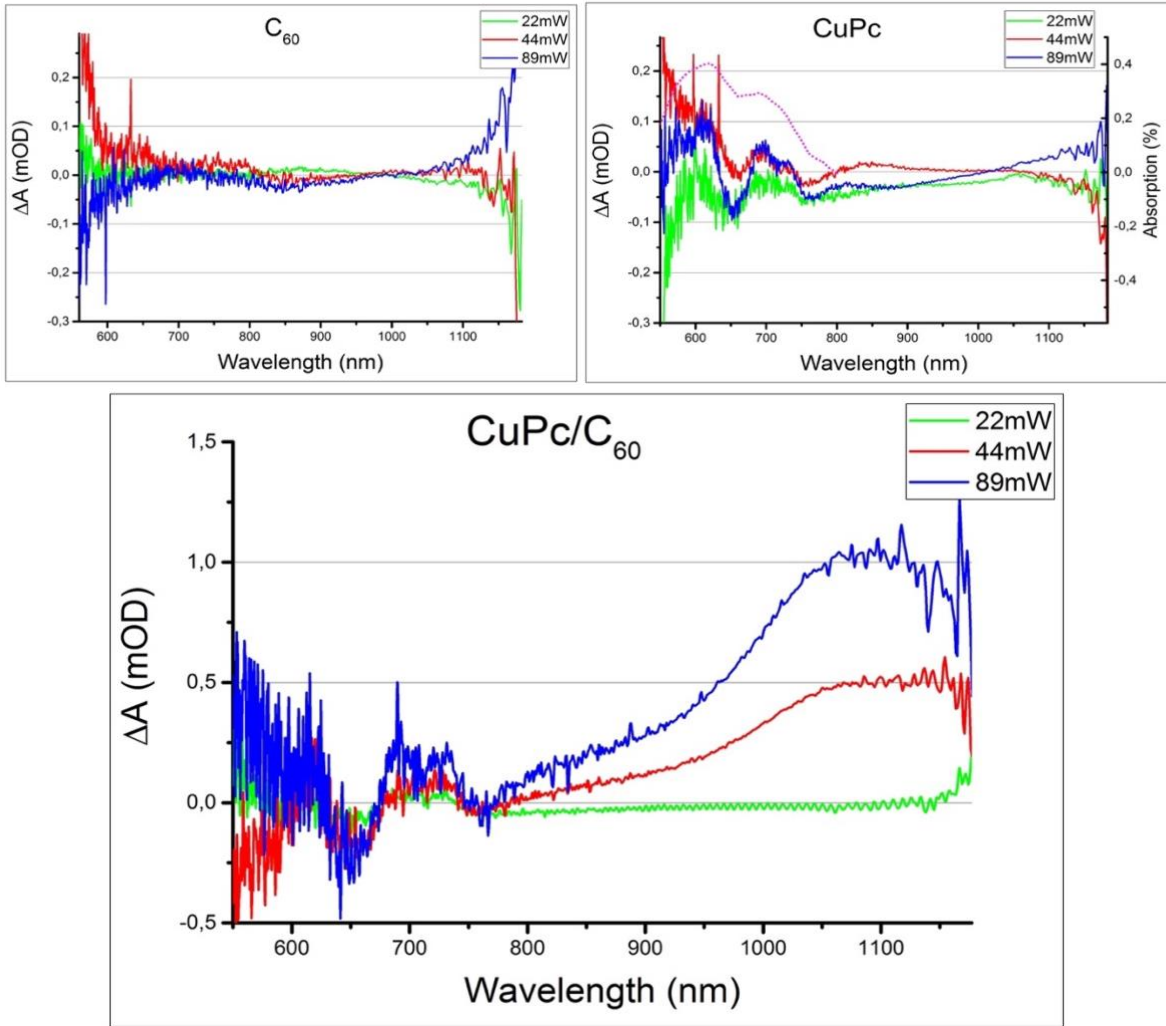 C₆₀
22mW
44mW
89mW
0,2
0,1
0,0
-0,1
-0,2
-0,3
ΔA (mOD)
600 700 800 900 1000 1100
Wavelength (nm)
CuPc
22mW
44mW
89mW
0,2
0,1
0,0
-0,1
-0,2
-0,3
ΔA (mOD)
0,4
0,2
0,0
-0,2
-0,4
Absorption (%)
600 700 800 900 1000 1100
Wavelength (nm)
CuPc/C₆₀
22mW
44mW
89mW
1,5
1,0
0,5
0,0
-0,5
ΔA (mOD)
600 700 800 900 1000 1100
Wavelength (nm)